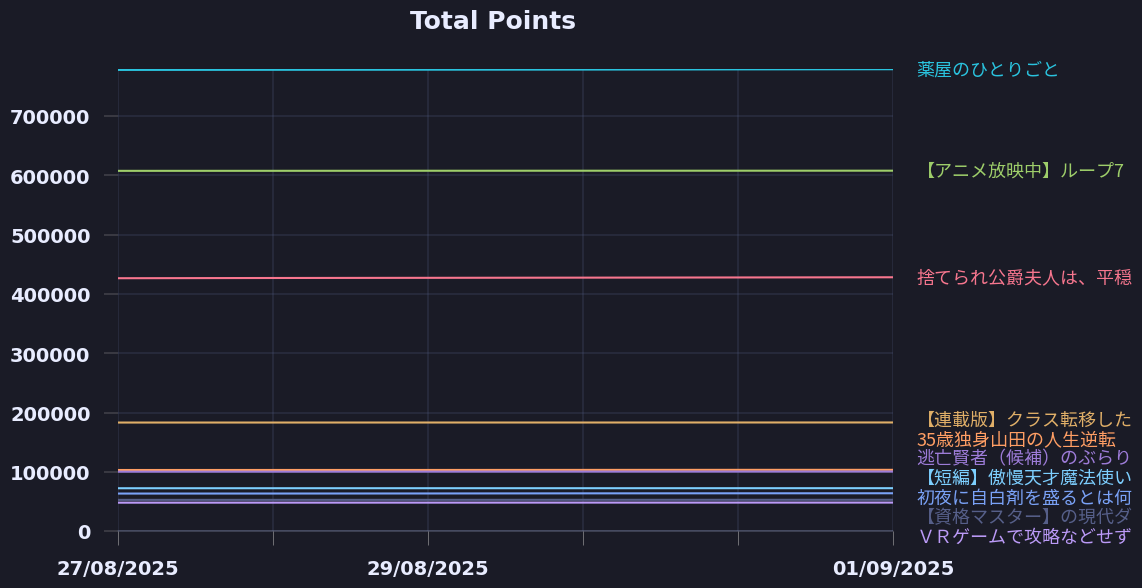 Total Points
700000
600000
500000
400000
300000
200000
100000
0
27/08/2025
29/08/2025
01/09/2025
薬屋のひとりごと
【アニメ放映中】ループ7
捨てられ公爵夫人は、平穏
【連載版】クラス転移した
35歳独身山田の人生逆転
逃亡賢者（候補）のぶらり
【短編】傲慢天才魔法使い
初夜に自白剤を盛るとは何
【資格マスター】の現代ダ
ＶＲゲームで攻略などせず